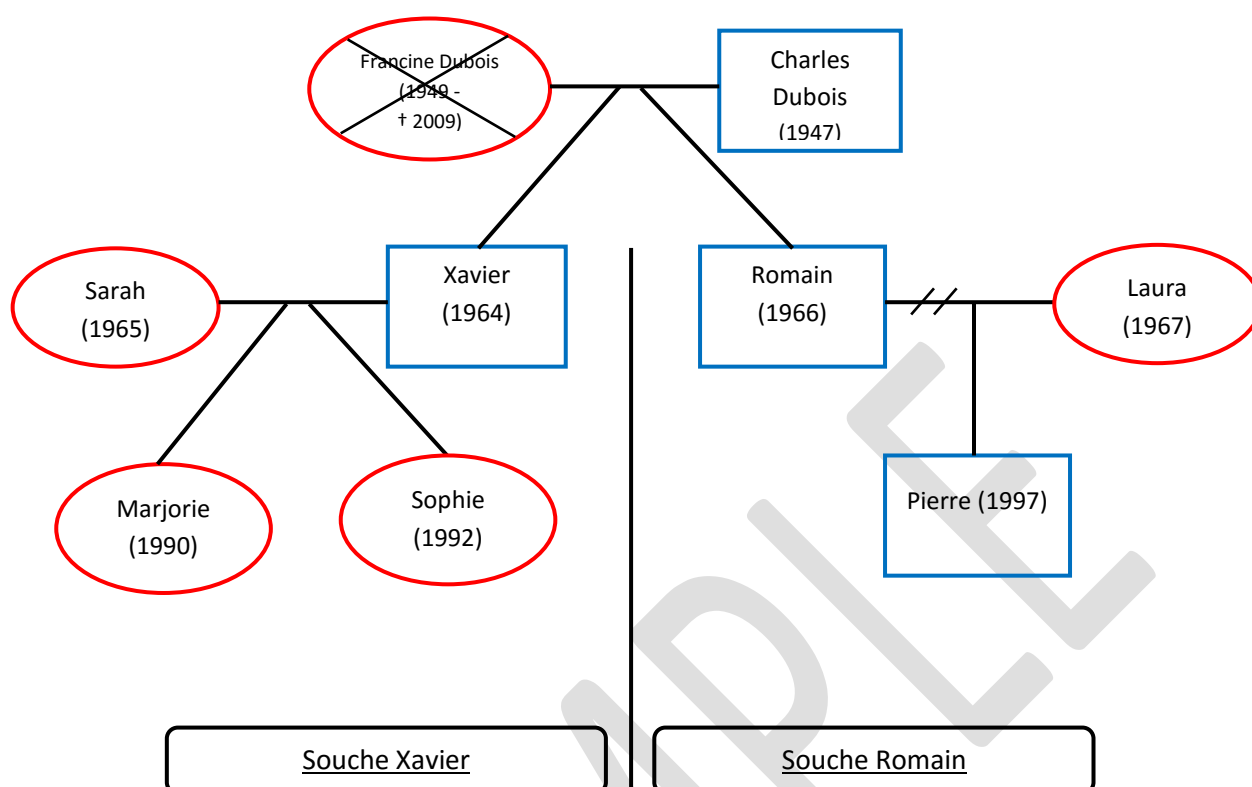 Francine Dubois
(1949 -
† 2009)
Charles
Dubois
(1947)
Sarah
(1965)
Xavier
(1964)
Romain
(1966)
Laura
(1967)
Marjorie
(1990)
Sophie
(1992)
Pierre (1997)
Souche Xavier
Souche Romain
MPLE